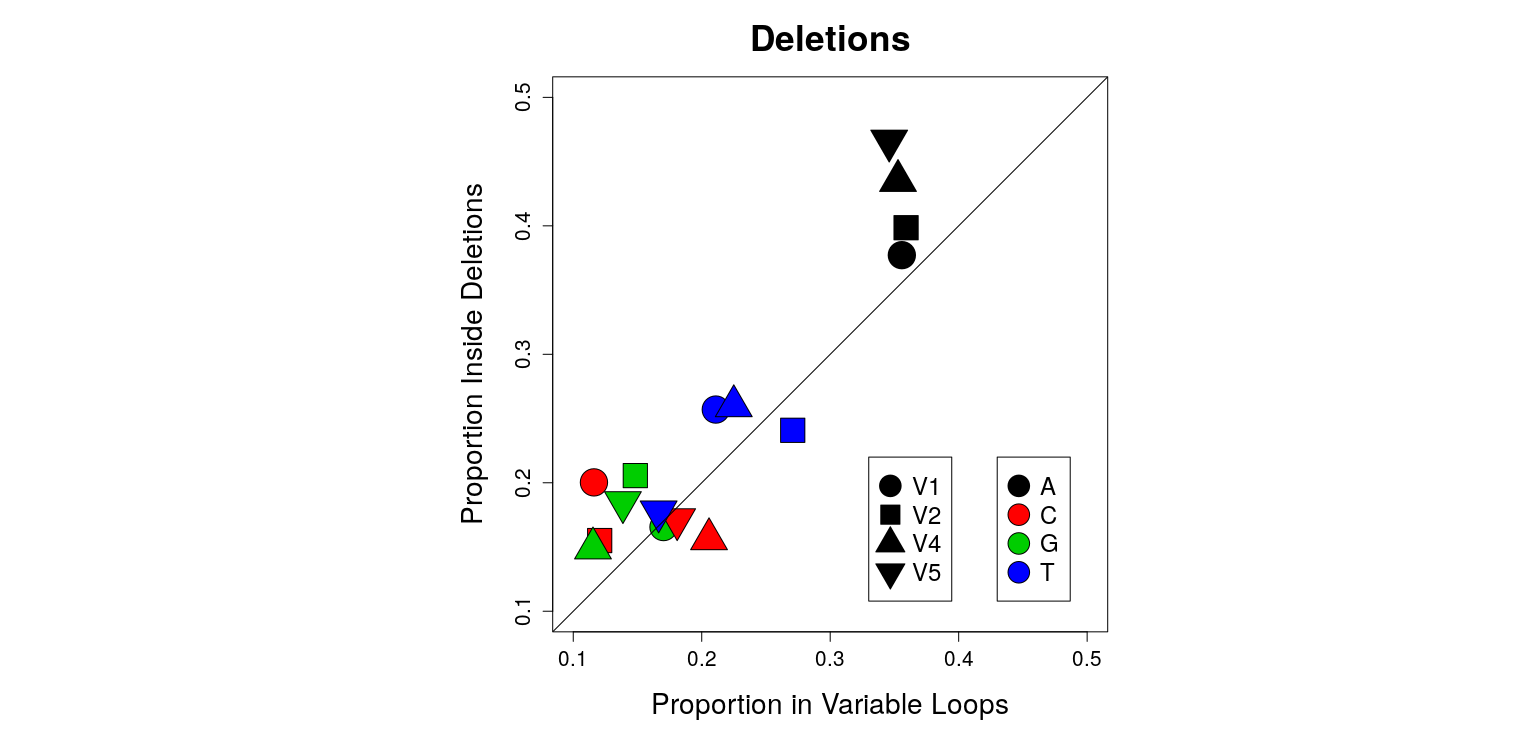 Deletions
0.5
0.4
0.3
0.2
0.1
Proportion Inside Deletions
V1
V2
V4
V5
A
C
G
T
0.1 0.2 0.3 0.4 0.5
Proportion in Variable Loops